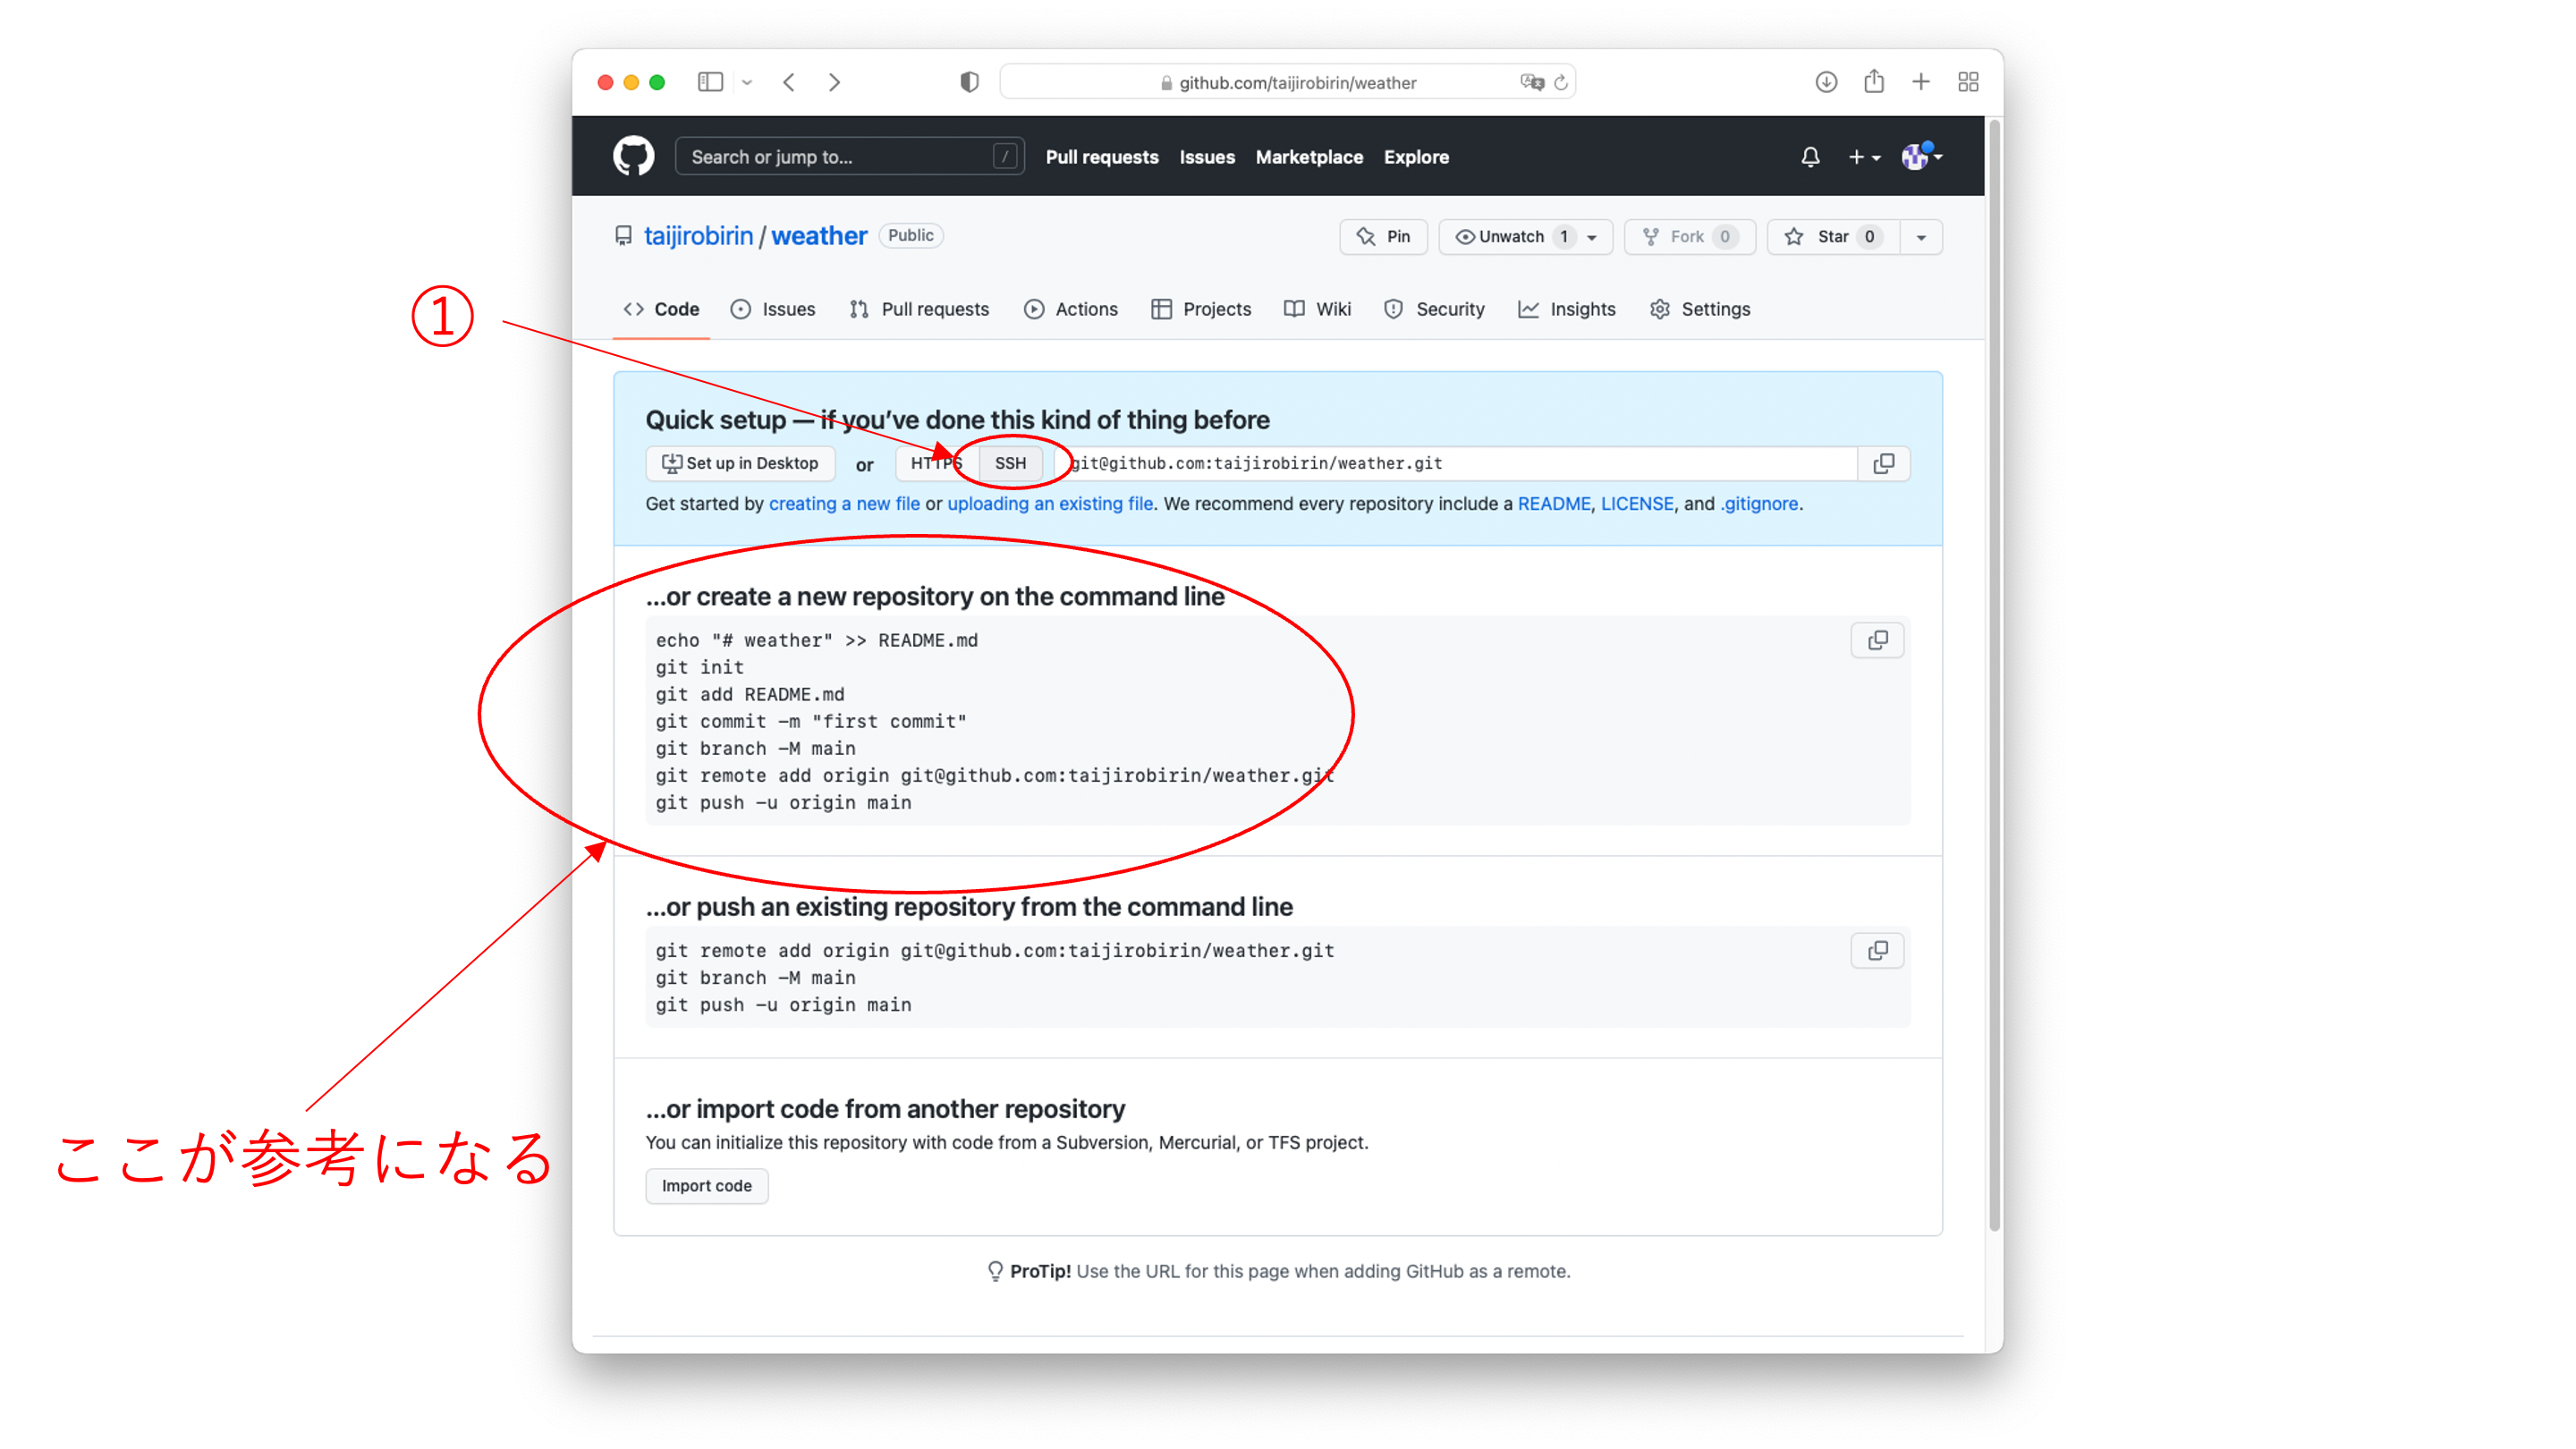 github.com/taijirobirin/weather
Search or jump to... /
Pull requests Issues Marketplace Explore
taijirobirin / weather Public
Pin Unwatch 1 Fork 0 Star 0
①
Code Issues Pull requests Actions Projects Wiki Security Insights Settings
Quick setup — if you’ve done this kind of thing before
Set up in Desktop or HTTPS SSH git@github.com:taijirobirin/weather.git
Get started by creating a new file or uploading an existing file. We recommend every repository include a README, LICENSE, and .gitignore.
…or create a new repository on the command line
echo "# weather" >> README.md
git init
git add README.md
git commit -m "first commit"
git branch -M main
git remote add origin git@github.com:taijirobirin/weather.git
git push -u origin main
…or push an existing repository from the command line
git remote add origin git@github.com:taijirobirin/weather.git
git branch -M main
git push -u origin main
ここが参考になる
…or import code from another repository
You can initialize this repository with code from a Subversion, Mercurial, or TFS project.
Import code
ProTip! Use the URL for this page when adding GitHub as a remote.